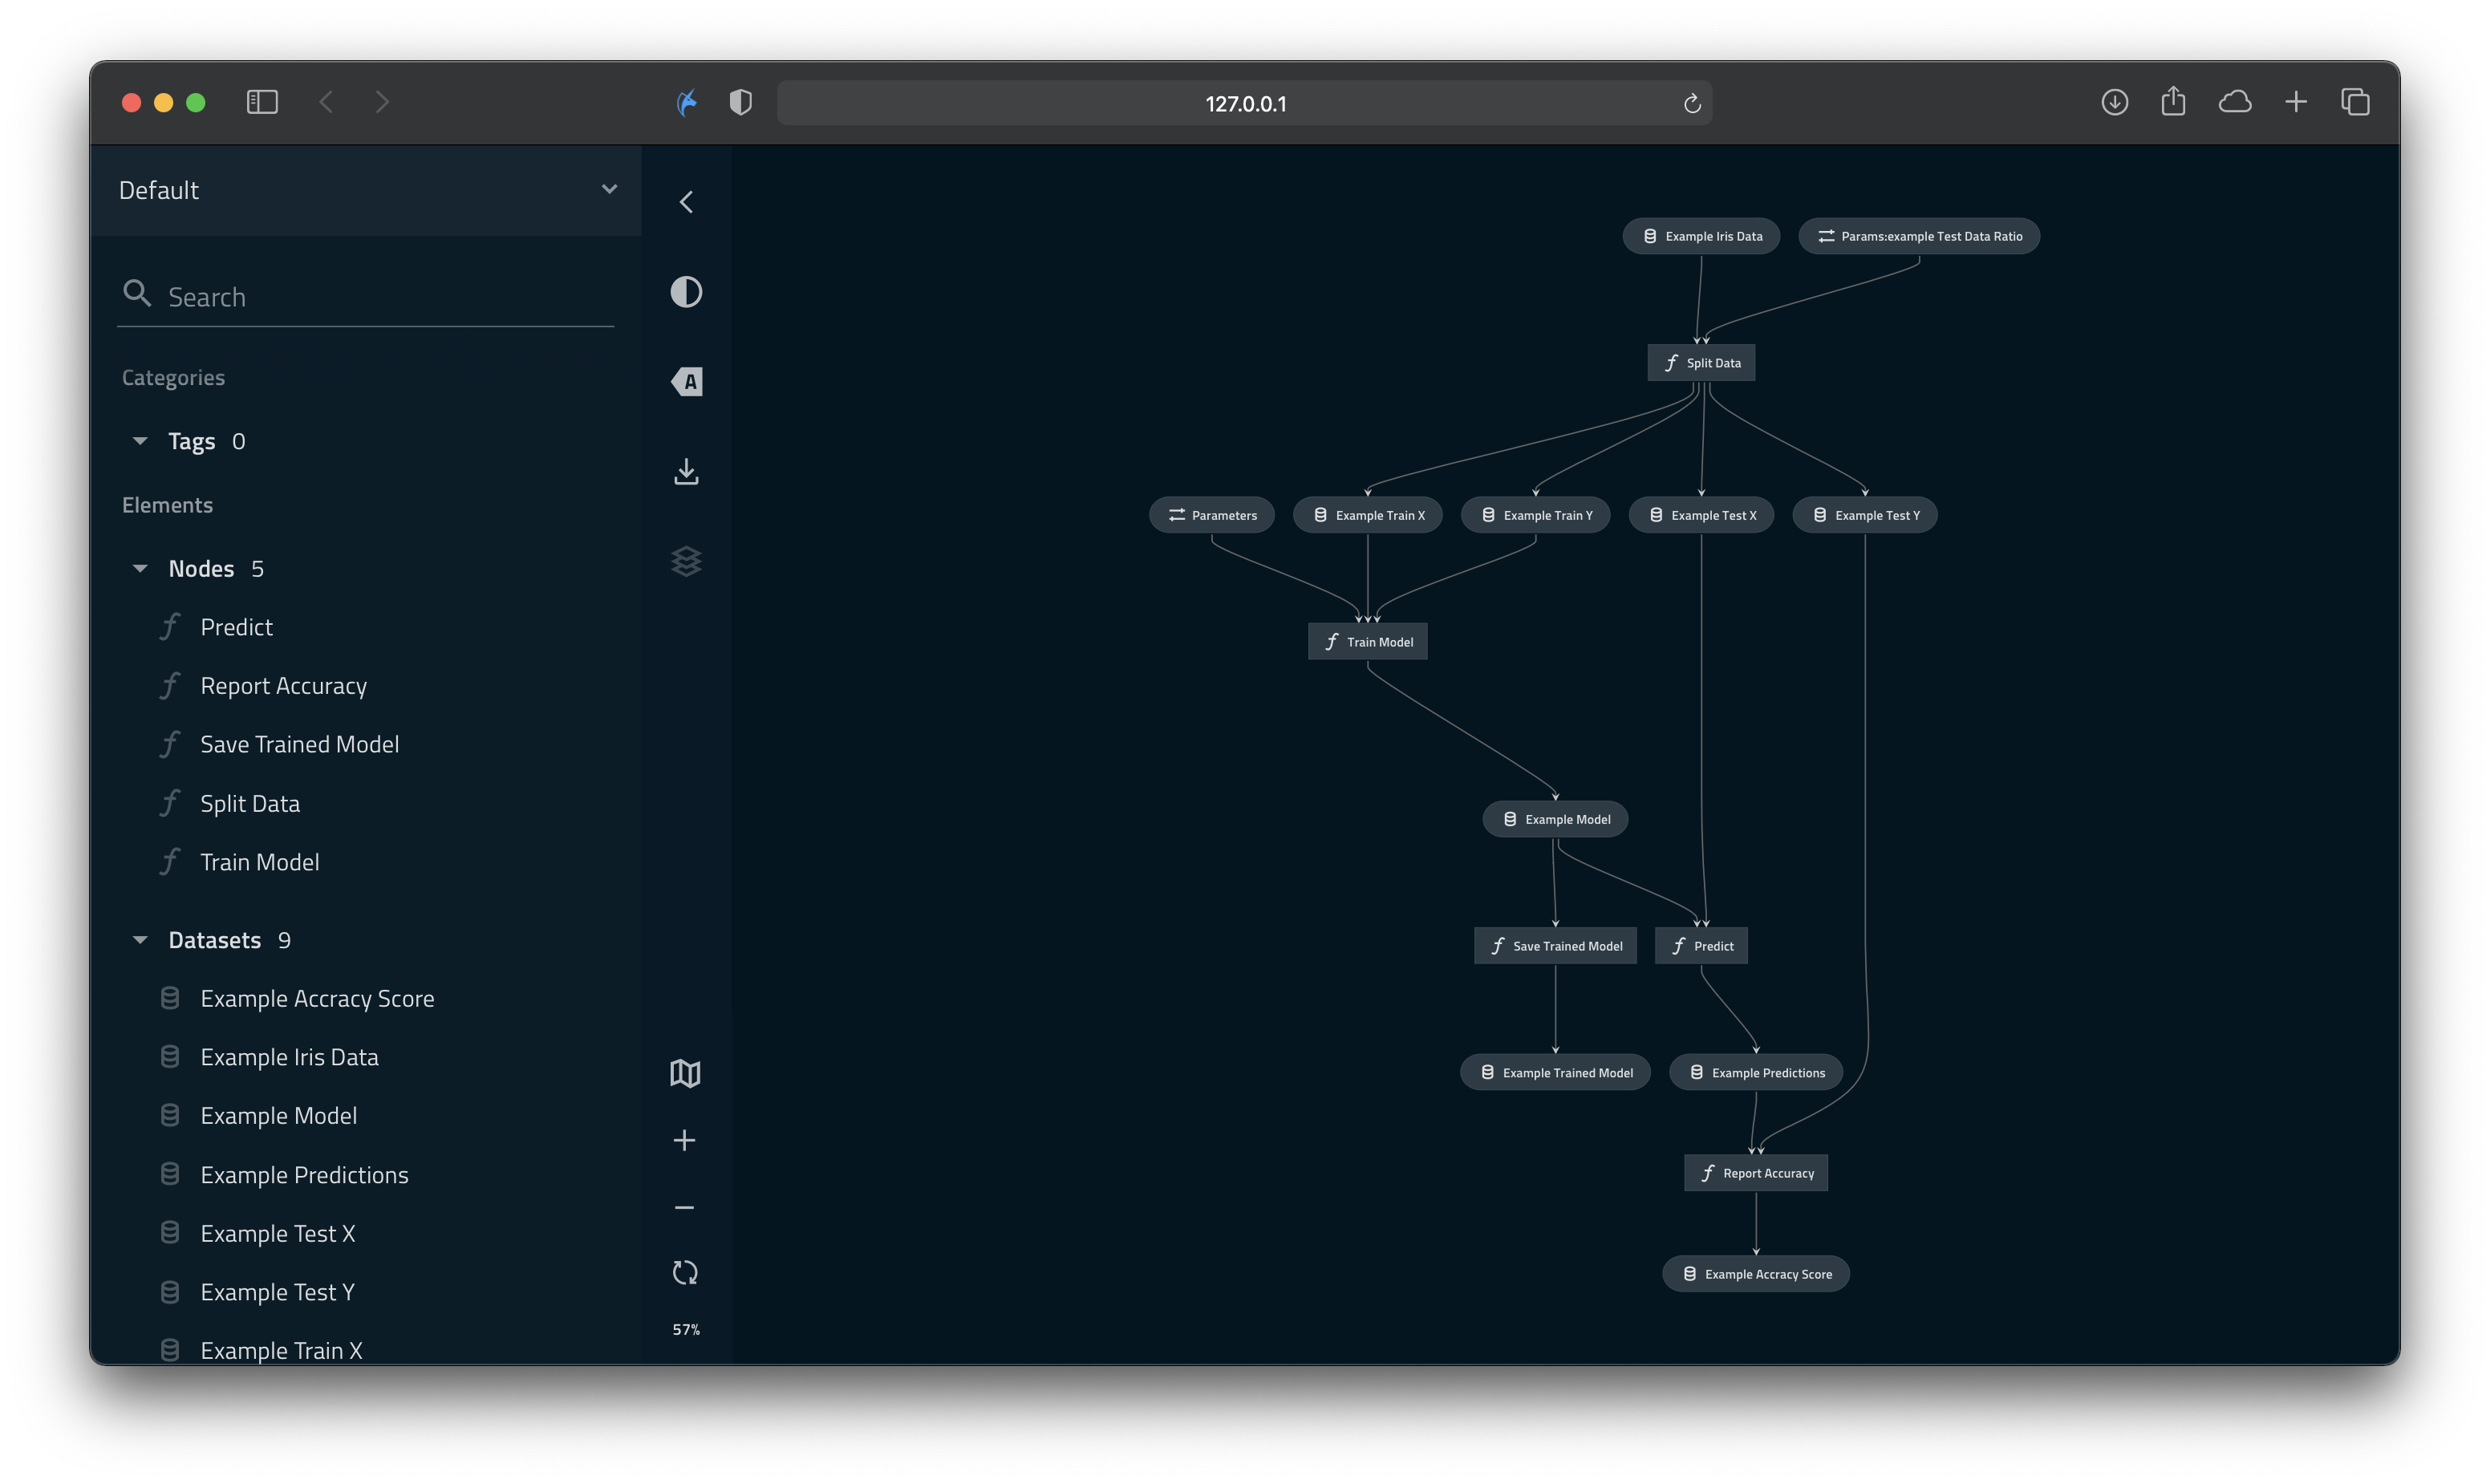 127.0.0.1
Default
Search
Categories
Tags 0
Elements
Nodes 5
Predict
Report Accuracy
Save Trained Model
Split Data
Train Model
Datasets 9
Example Accracy Score
Example Iris Data
Example Model
Example Predictions
Example Test X
Example Test Y
Example Train X
A
57%
Example Iris Data
Params:example Test Data Ratio
Split Data
Parameters
Example Train X
Example Train Y
Example Test X
Example Test Y
Train Model
Example Model
Save Trained Model
Predict
Example Trained Model
Example Predictions
Report Accuracy
Example Accracy Score